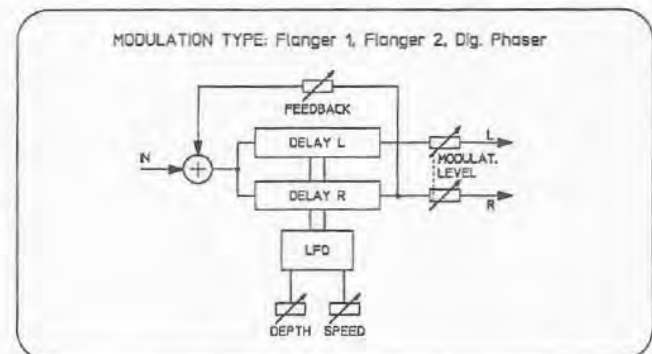 MODULATION TYPE: Flanger 1, Flanger 2, Dig. Phaser
FEEDBACK
IN
DELAY L
L
MODULAT.
LEVEL
DELAY R
R
LFO
DEPTH
SPEED